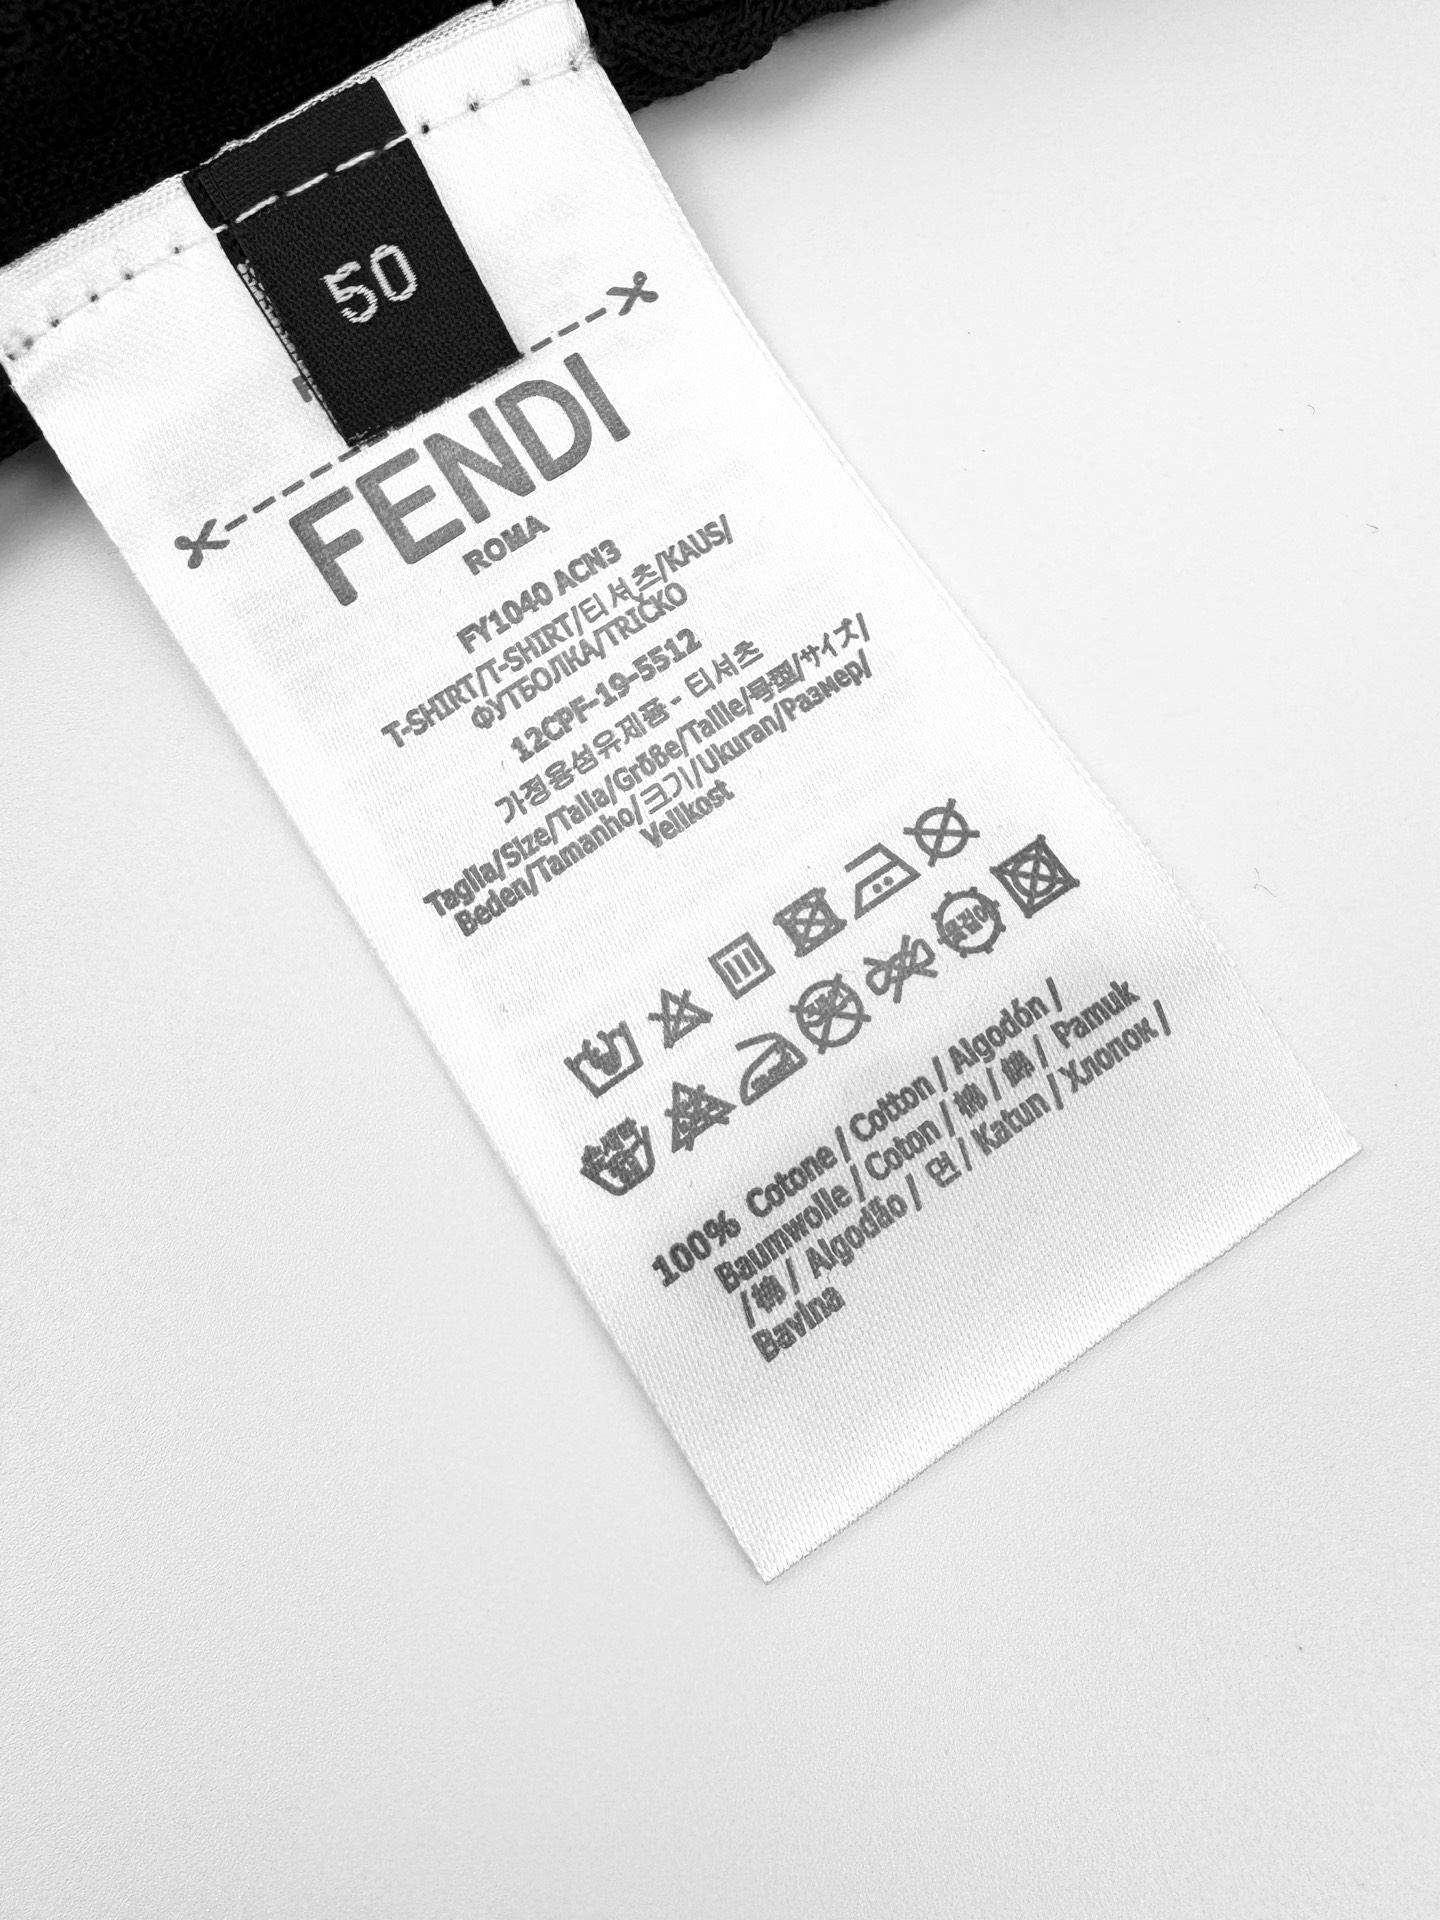 50
FENDI
ROMA
FY1040 ACN3
T-SHIRT/T-SHIRT/티셔츠/KAUS/
ФУТБОЛКА/TRIČKO
12CPF-19-5512
가정용섬유제품 - 티셔츠
Taglia/Size/Talla/Größe/Taille/号型/サイズ/
Beden/Tamanho/크기/Ukuran/Размер/
Velikost
손세탁
100% Cotone / Cotton / Algodón /
Baumwolle / Coton / 棉 / 綿 / Pamuk
/ 棉 / Algodão / 면 / Katun / Хлопок /
Bavlna